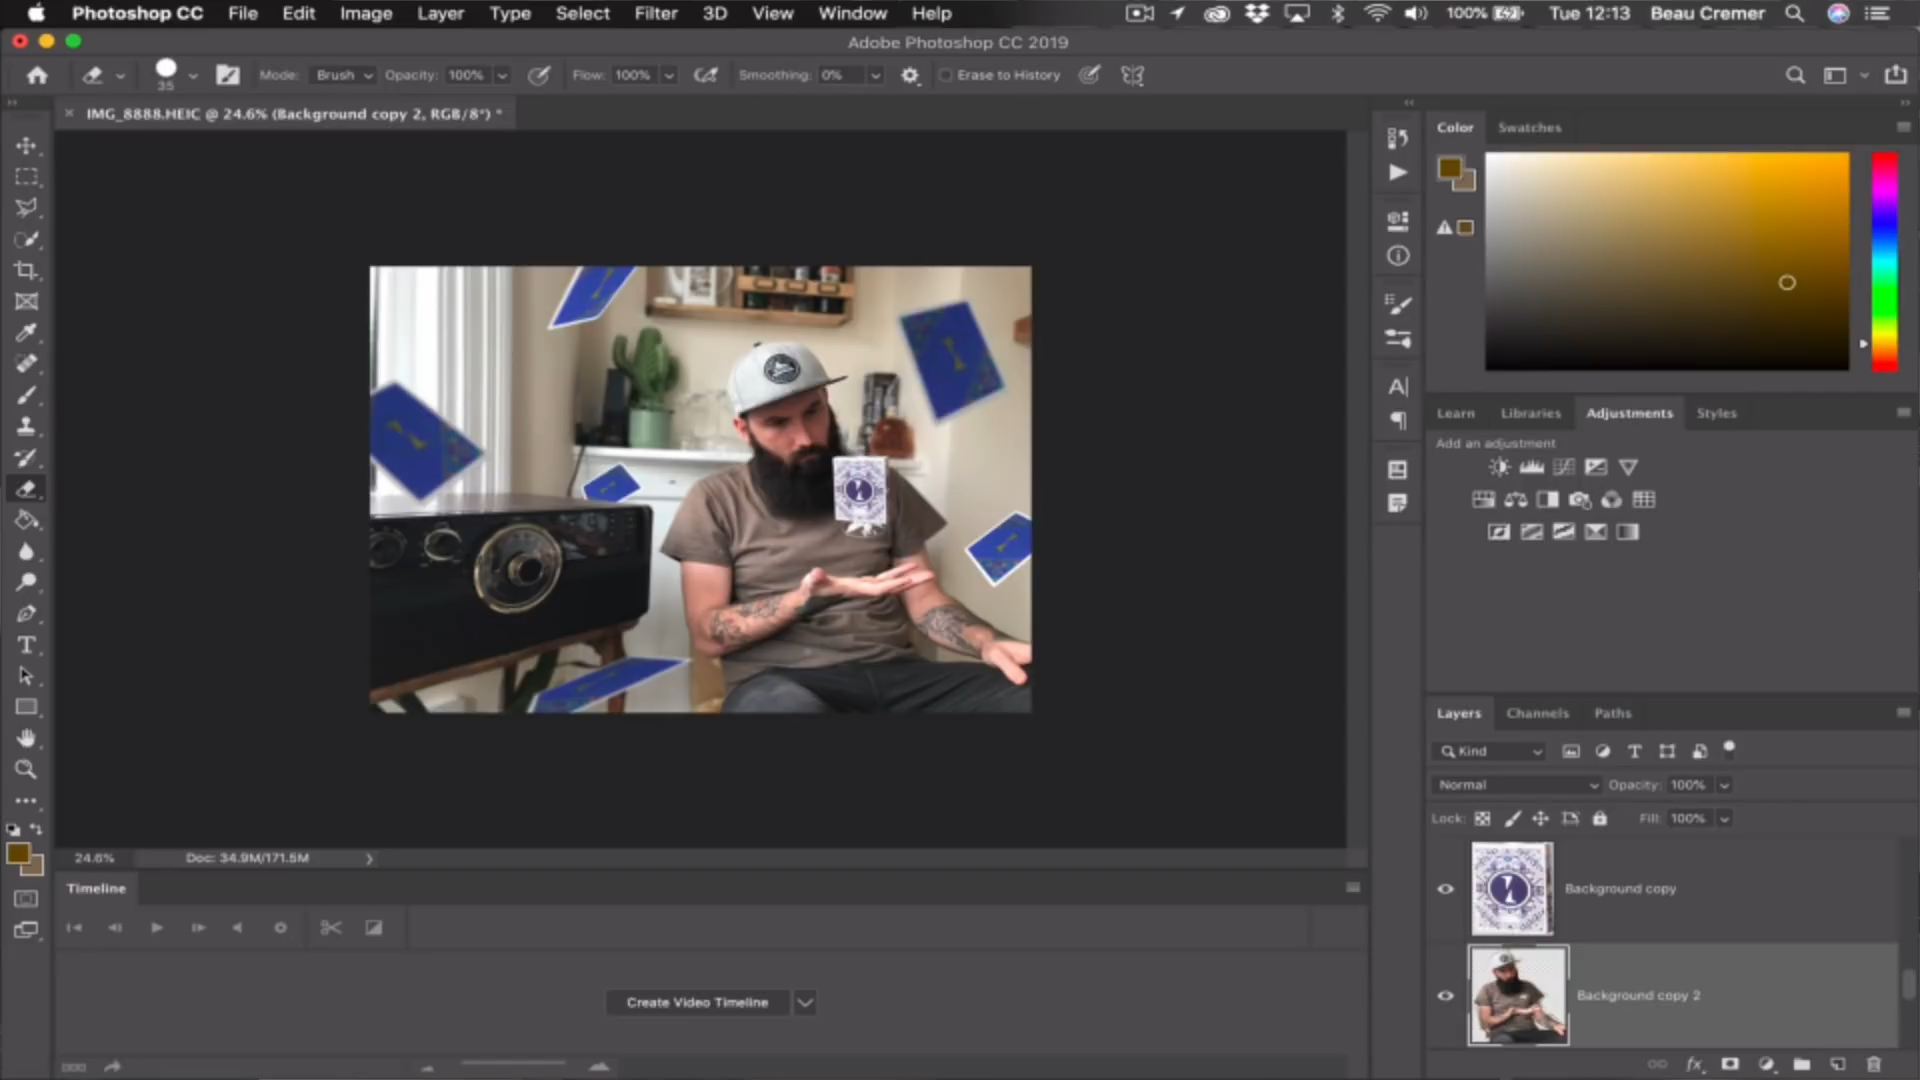 Photoshop CC File Edit Image Layer Type Select Filter 3D View Window Help 100% Tue 12:13 Beau Cremer
Adobe Photoshop CC 2019
35 Mode: Brush Opacity: 100% Flow: 100% Smoothing: 0% Erase to History
IMG_8888.HEIC @ 24.6% (Background copy 2, RGB/8*) *
Color Swatches
Learn Libraries Adjustments Styles
Add an adjustment
Layers Channels Paths
Kind
Normal Opacity: 100%
Lock: Fill: 100%
Background copy
Background copy 2
24.6% Doc: 34.9M/171.5M
Timeline
Create Video Timeline